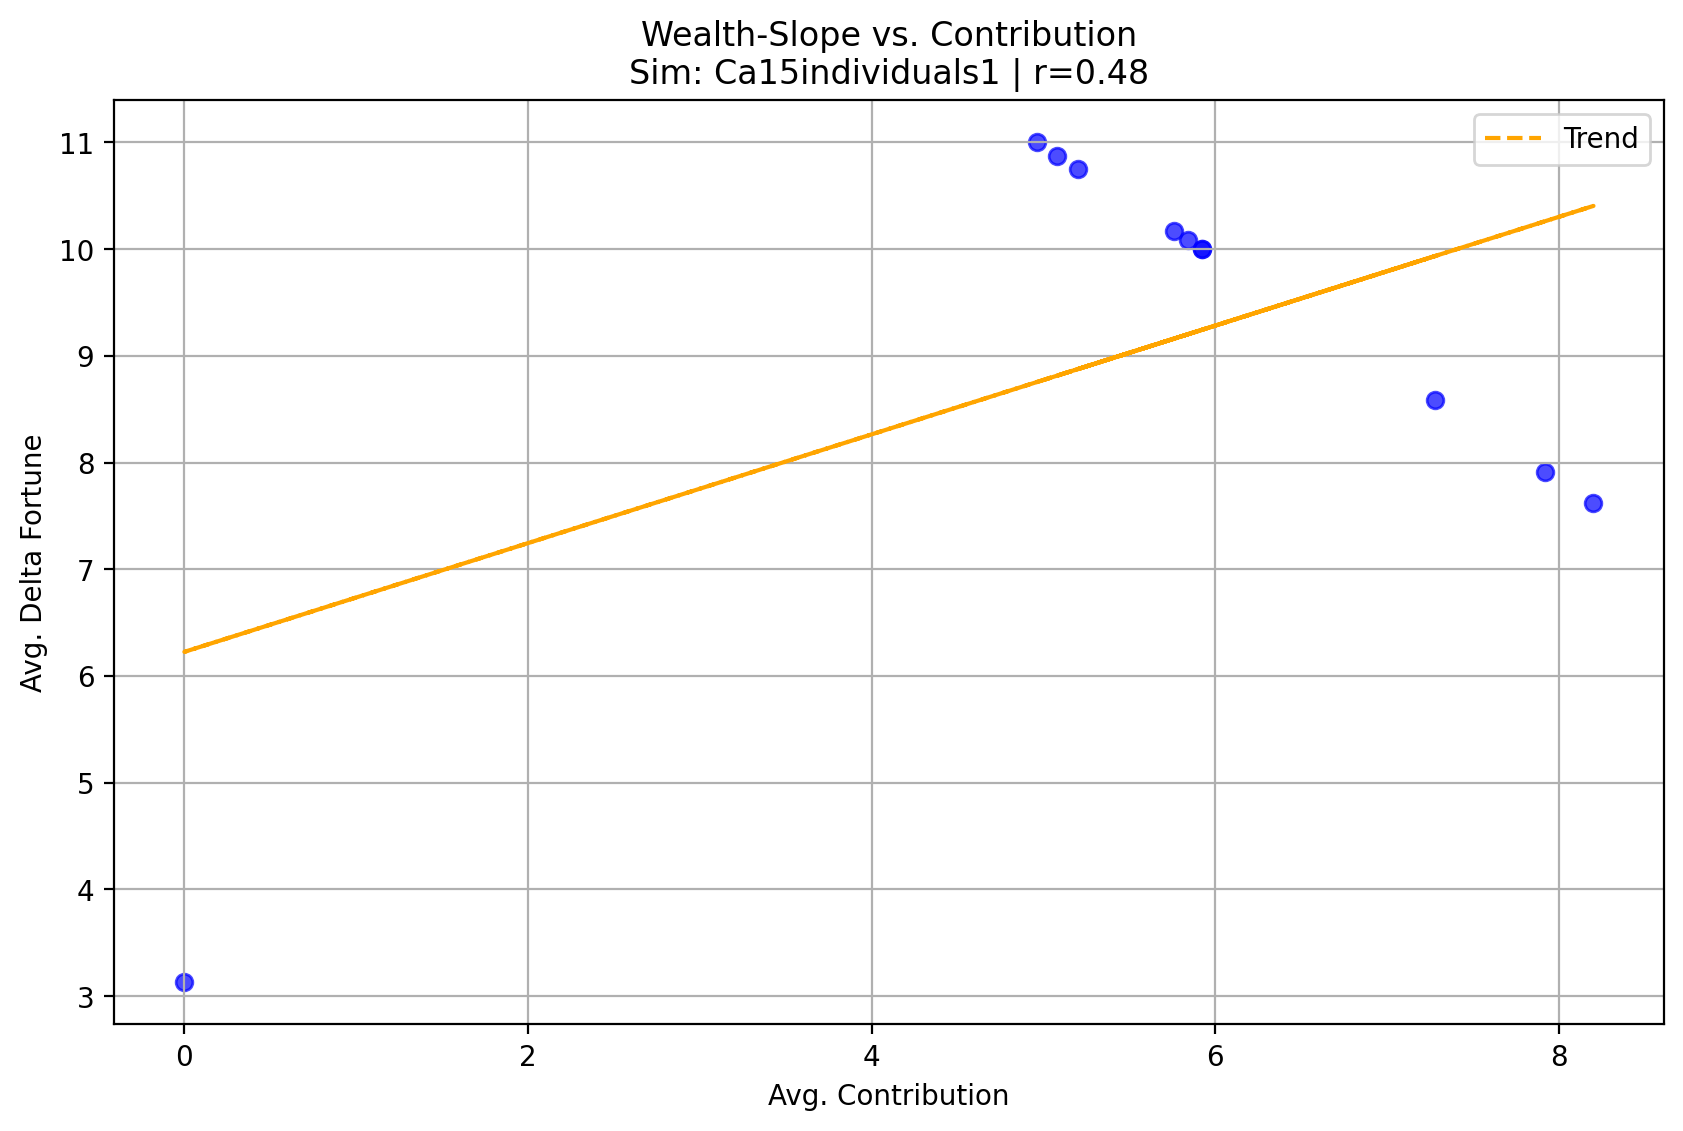 Wealth-Slope vs. Contribution
Sim: Ca15individuals1 | r=0.48
Trend
Avg. Delta Fortune
11
10
9
8
7
6
5
4
3
0 2 4 6 8
Avg. Contribution